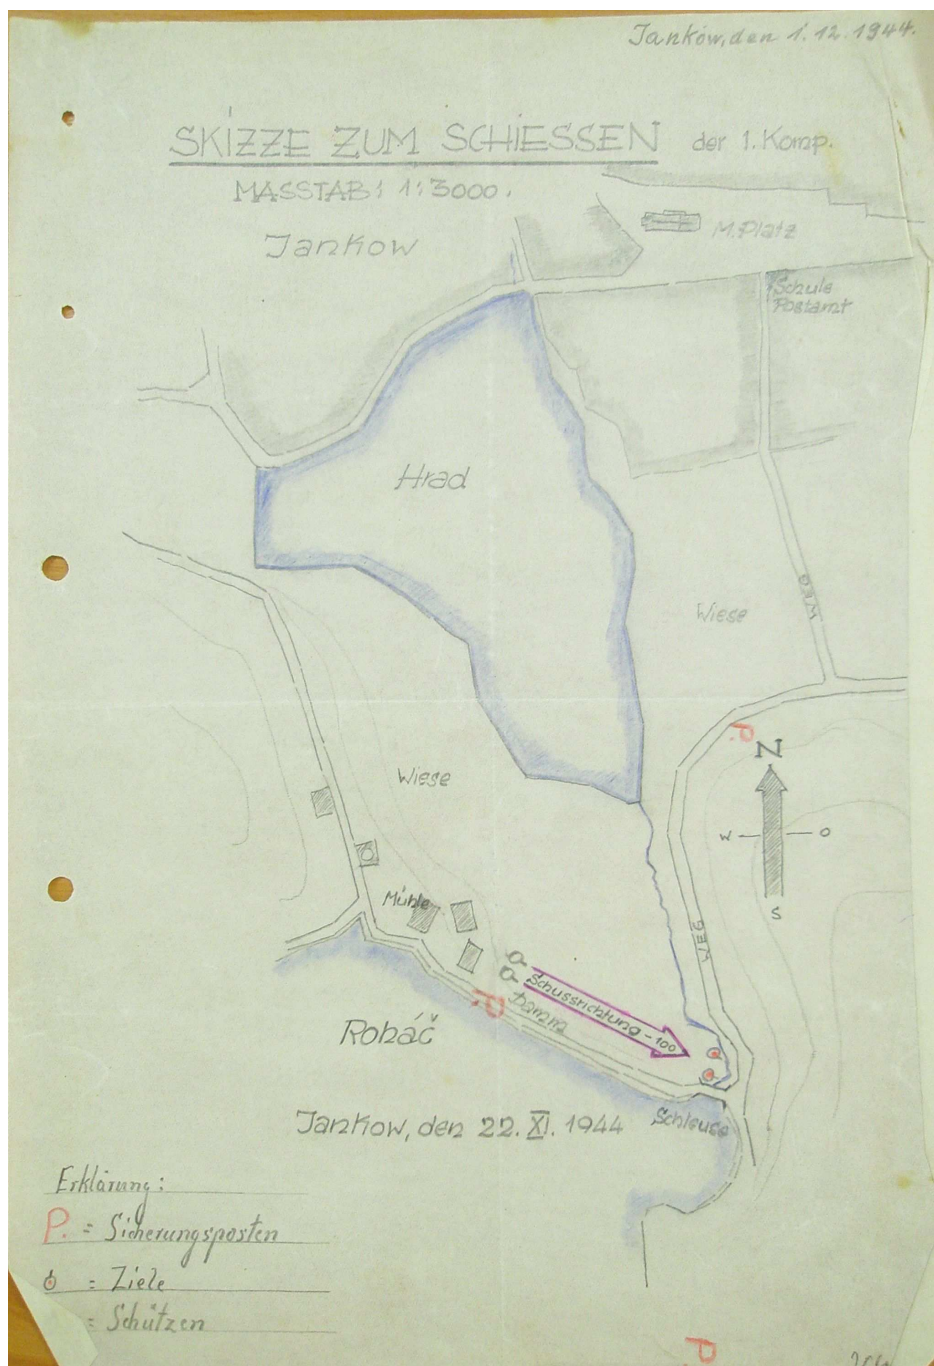 Jankow, den 1.12.1944.
SKIZZE ZUM SCHIESSEN der 1. Komp.
MASSTAB: 1:3000.
Jankow
M. Platz
Schule
Postamt
Hrad
Wiese
WEG
P.
N
W O
S
Wiese
Mühle
WEG
Schussrichtung - 100
P.
Damm
Roháč
Schleuse
Jankow, den 22. XI. 1944
Erklärung:
P. = Sicherungsposten
= Ziele
= Schützen
P